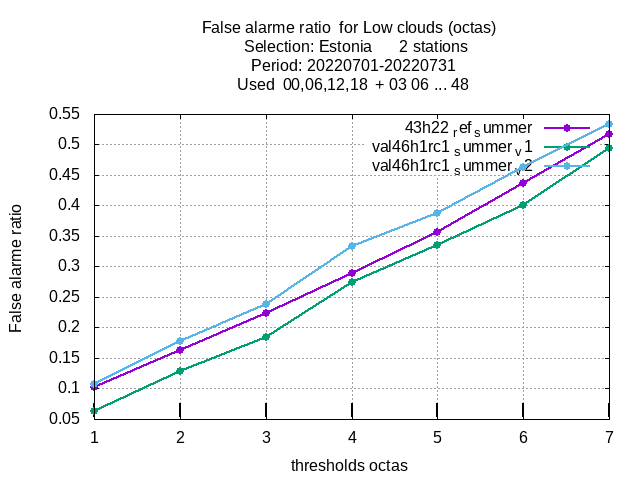 False alarme ratio  for Low clouds (octas)
Selection: Estonia      2 stations
Period: 20220701-20220731
Used  00,06,12,18  + 03 06 ... 48
0.55
0.5
0.45
0.4
0.35
0.3
0.25
0.2
0.15
0.1
0.05
False alarme ratio
43h22 ref summer
val46h1rc1 summer v1
val46h1rc1 summer v2
1 2 3 4 5 6 7
thresholds octas